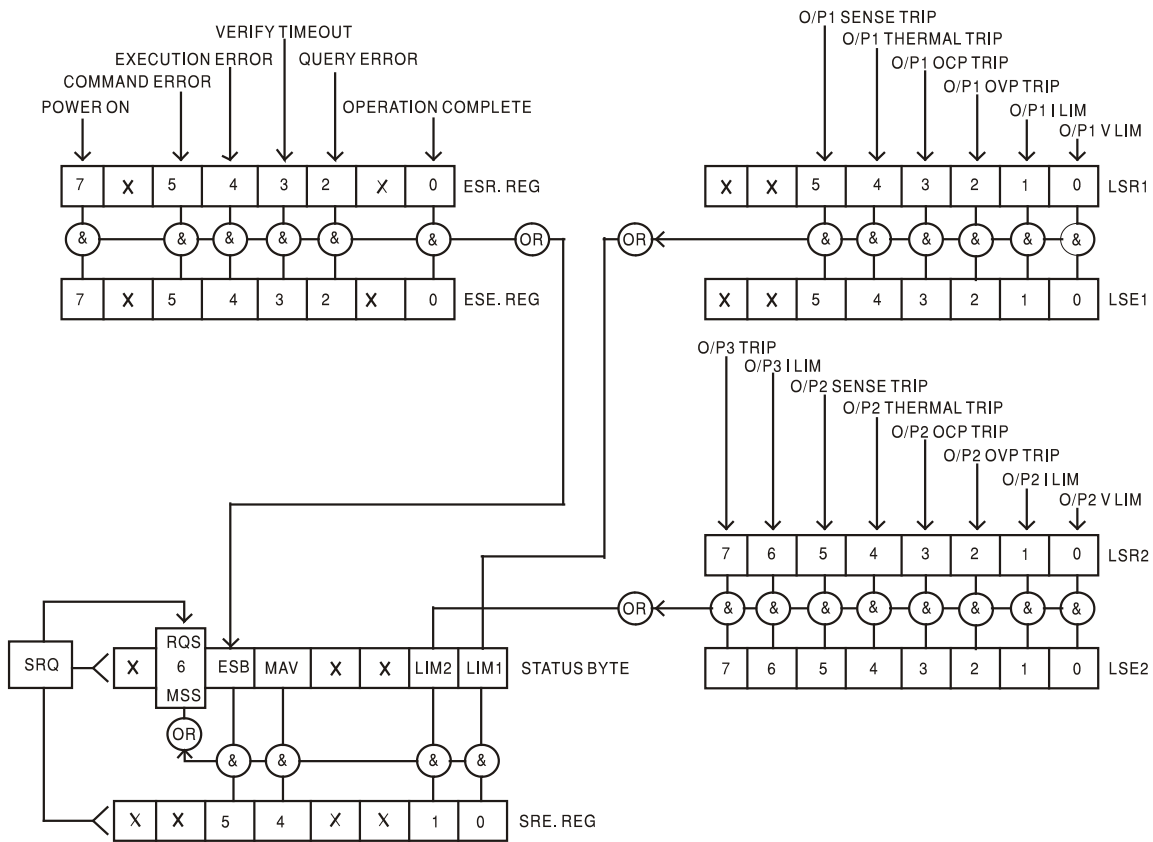 VERIFY TIMEOUT
EXECUTION ERROR QUERY ERROR
COMMAND ERROR
POWER ON OPERATION COMPLETE
7 X 5 4 3 2 X 0 ESR. REG
& & & & & & OR
7 X 5 4 3 2 X 0 ESE. REG
O/P1 SENSE TRIP
O/P1 THERMAL TRIP
O/P1 OCP TRIP
O/P1 OVP TRIP
O/P1 I LIM
O/P1 V LIM
X X 5 4 3 2 1 0 LSR1
OR & & & & & &
X X 5 4 3 2 1 0 LSE1
O/P3 TRIP
O/P3 I LIM
O/P2 SENSE TRIP
O/P2 THERMAL TRIP
O/P2 OCP TRIP
O/P2 OVP TRIP
O/P2 I LIM
O/P2 V LIM
7 6 5 4 3 2 1 0 LSR2
OR & & & & & & & &
7 6 5 4 3 2 1 0 LSE2
RQS
SRQ X 6 ESB MAV X X LIM2 LIM1 STATUS BYTE
MSS
OR
& & & &
X X 5 4 X X 1 0 SRE. REG